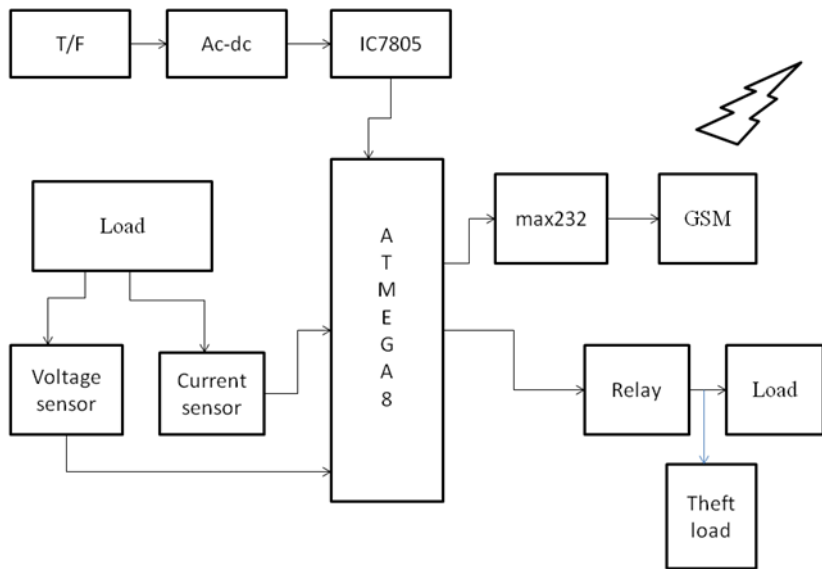 T/F
Ac-dc
IC7805
Load
A
T
M
E
G
A
8
max232
GSM
Voltage
sensor
Current
sensor
Relay
Load
Theft
load